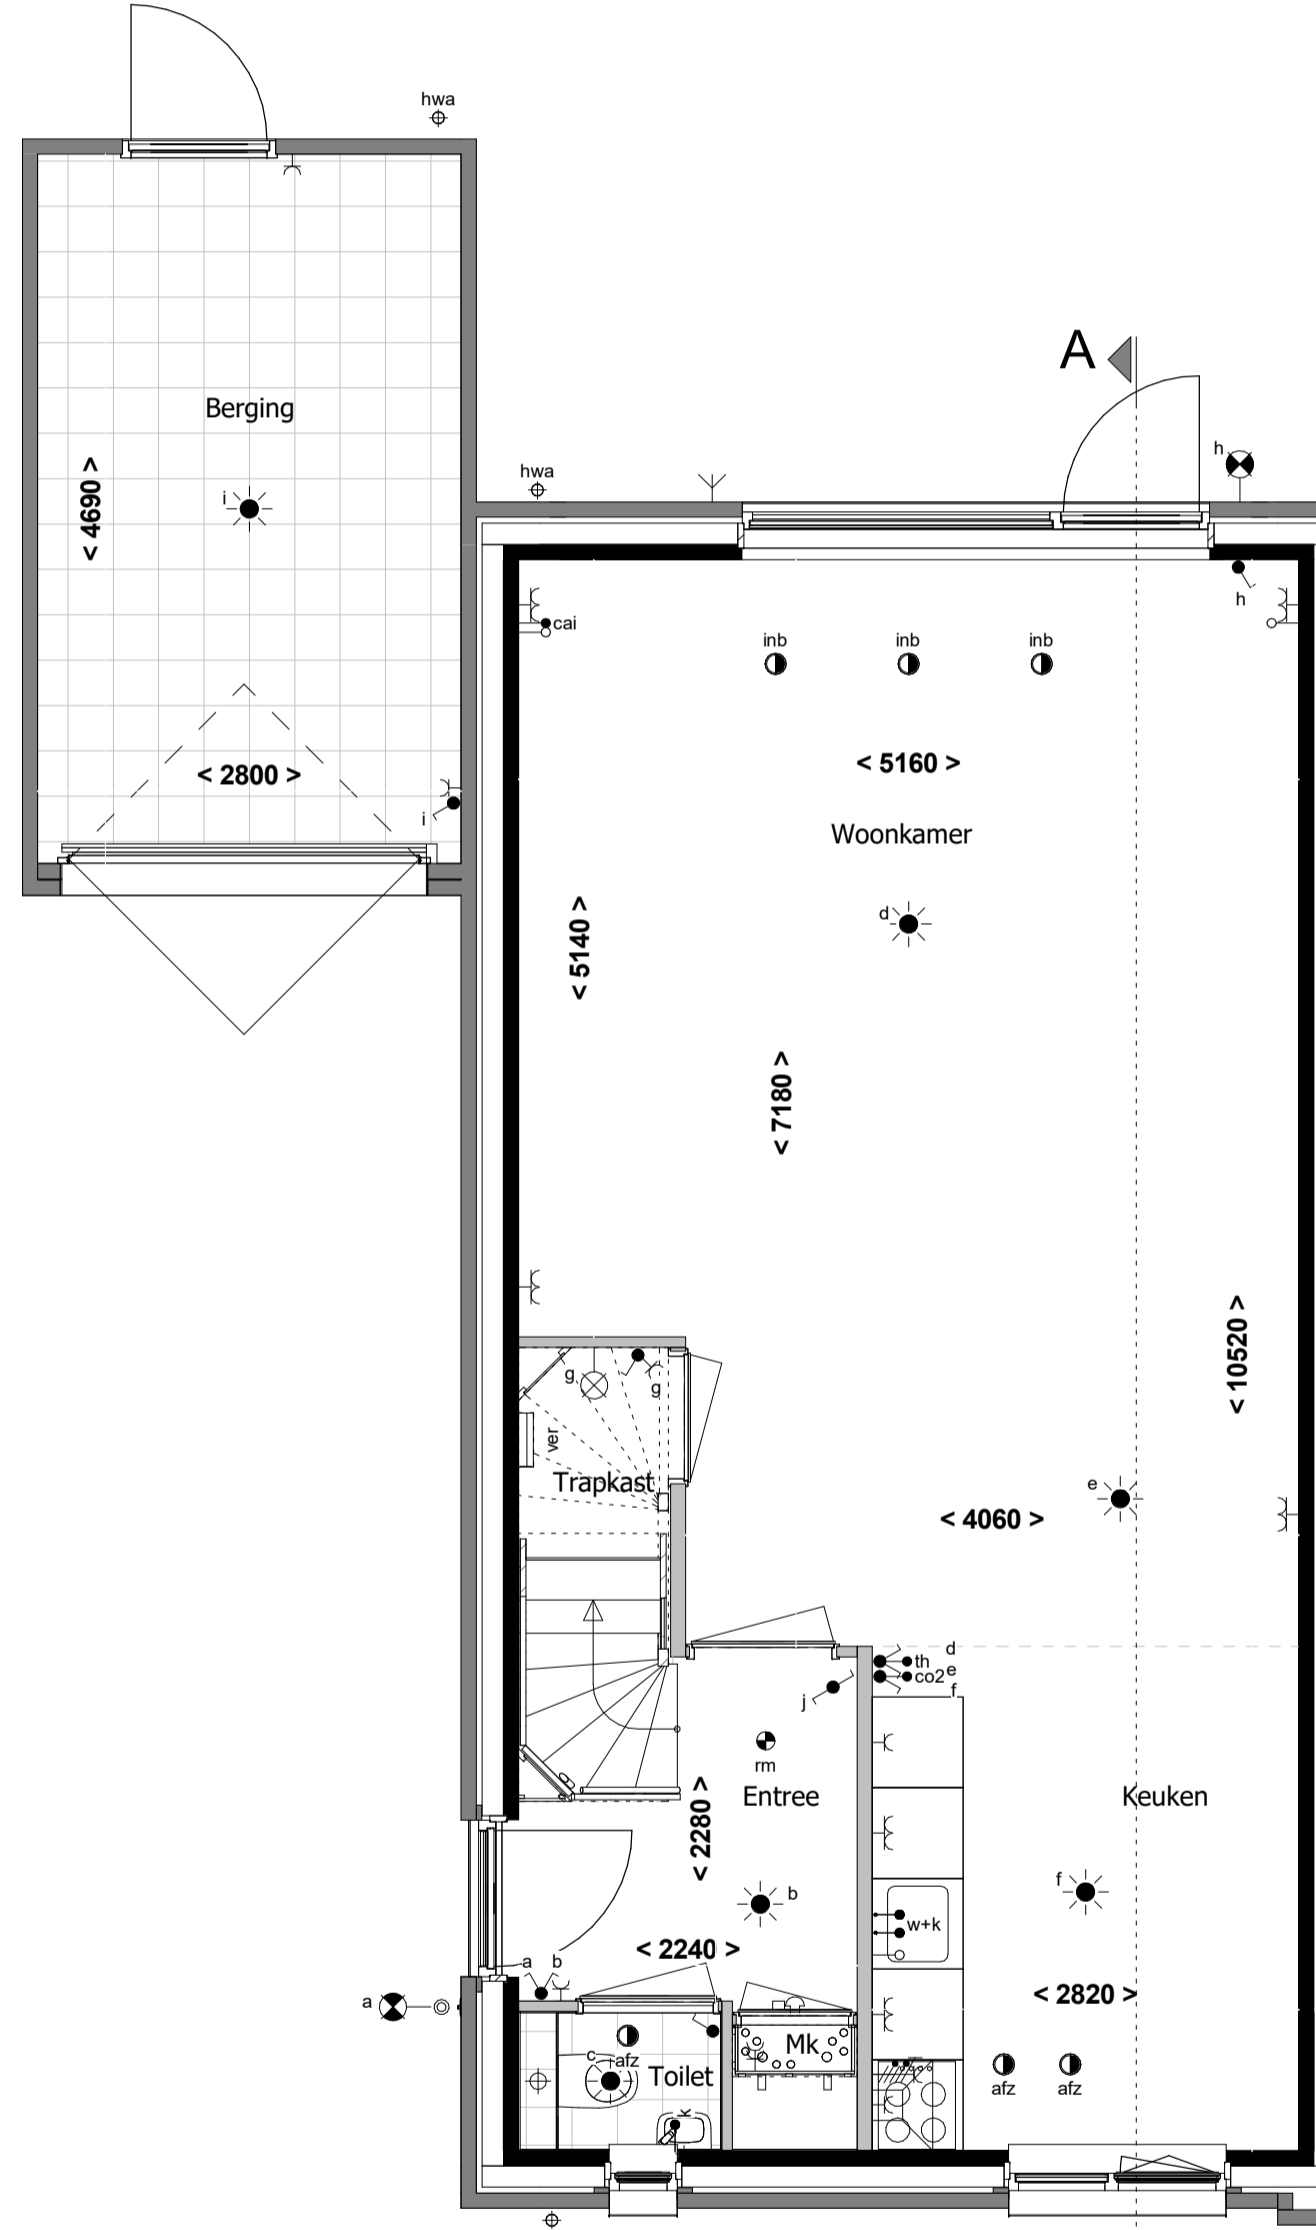 hwa
A
Berging
h
< 4690 >
hwa
i
cai
h
inb inb inb
< 2800 >
< 5160 >
i
Woonkamer
d
< 5140 >
< 7180 >
< 10520 >
g
g
ver
Trapkast
e
< 4060 >
d
th
e
co2
f
j
rm
Entree
Keuken
< 2280 >
f
b
w+k
< 2240 >
a b
< 2820 >
a
Mk
c
afz
Toilet
afz afz
k